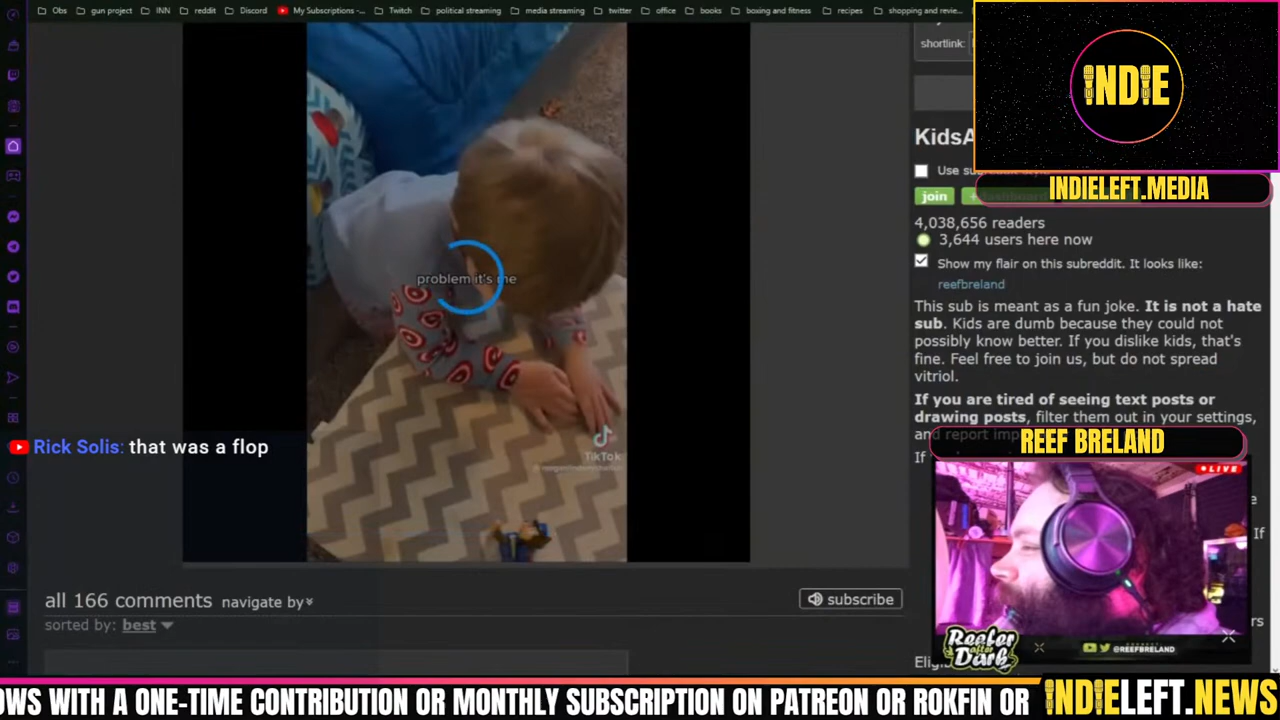 Obs
gun project
INN
reddit
Discord
My Subscriptions -...
Twitch
political streaming
media streaming
twitter
office
books
boxing and fitness
recipes
shopping and revie...
shortlink:
INDIE
INDIELEFT.MEDIA
KidsA
Use su
join
4,038,656 readers
3,644 users here now
Show my flair on this subreddit. It looks like:
reefbreland
This sub is meant as a fun joke. It is not a hate
sub. Kids are dumb because they could not
possibly know better. If you dislike kids, that's
fine. Feel free to join us, but do not spread
vitriol.
If you are tired of seeing text posts or
drawing posts, filter them out in your settings,
and report imp
If
problem it's me
TikTok
Rick Solis: that was a flop
REEF BRELAND
LIVE
If
Reefer
after
Dark
@REEFBRELAND
all 166 comments
navigate by
subscribe
sorted by: best
Elig
OWS WITH A ONE-TIME CONTRIBUTION OR MONTHLY SUBSCRIPTION ON PATREON OR ROKFIN OR
INDIELEFT.NEWS